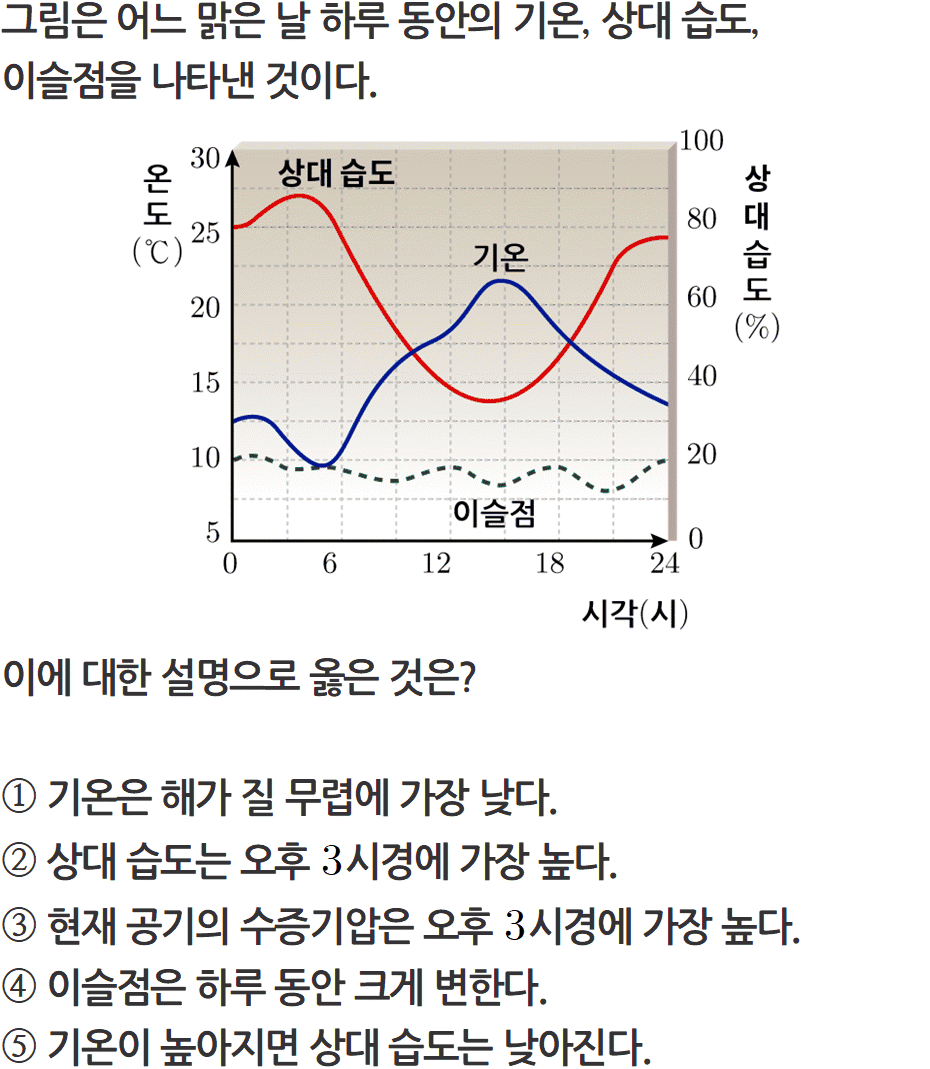 그림은 어느 맑은 날 하루 동안의 기온, 상대 습도,
이슬점을 나타낸 것이다.
온도(℃)
30
25
20
15
10
5
상대 습도
기온
이슬점
100
80
60
40
20
0
상대습도(%)
0 6 12 18 24
시각(시)
이에 대한 설명으로 옳은 것은?
① 기온은 해가 질 무렵에 가장 낮다.
② 상대 습도는 오후 3시경에 가장 높다.
③ 현재 공기의 수증기압은 오후 3시경에 가장 높다.
④ 이슬점은 하루 동안 크게 변한다.
⑤ 기온이 높아지면 상대 습도는 낮아진다.